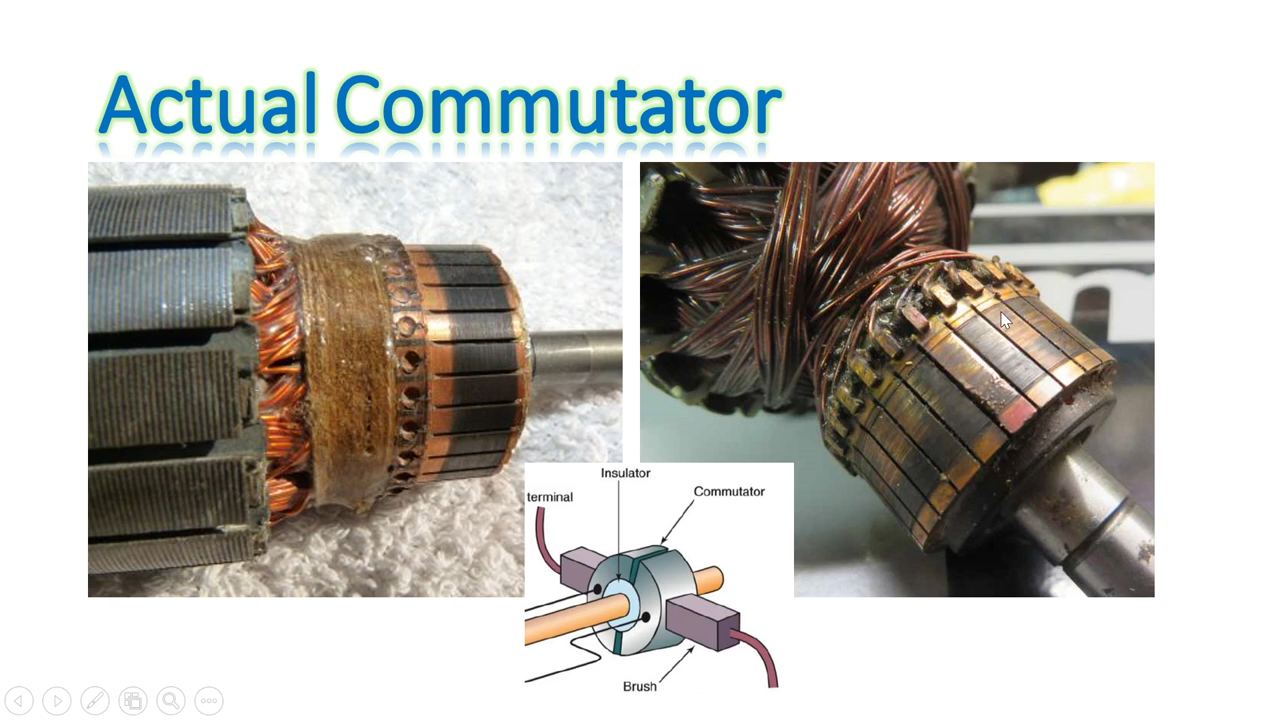 Actual Commutator
Insulator
terminal
Commutator
Brush